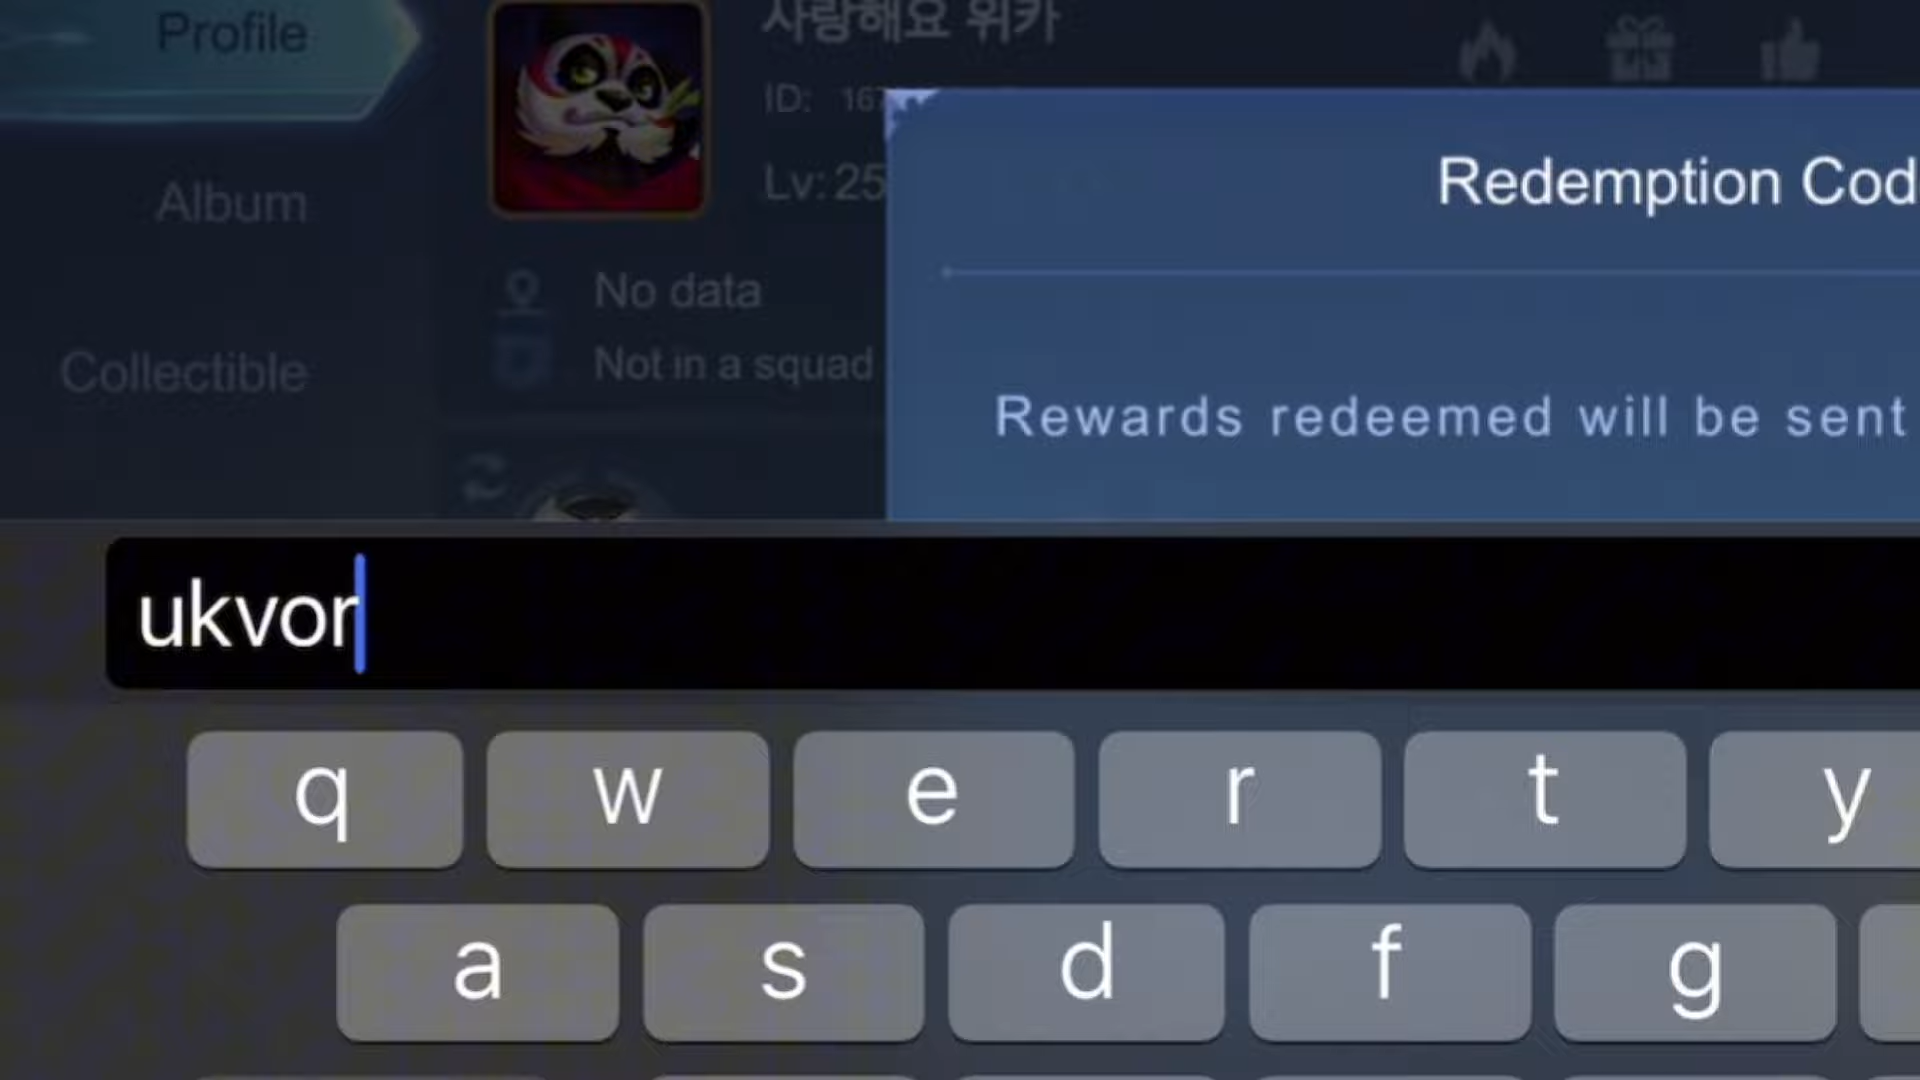 Profile
사랑해요 위카
ID: 167
Lv: 25
Album
Redemption Cod
No data
Not in a squad
Collectible
Rewards redeemed will be sent
ukvor
q w e r t y
a s d f g